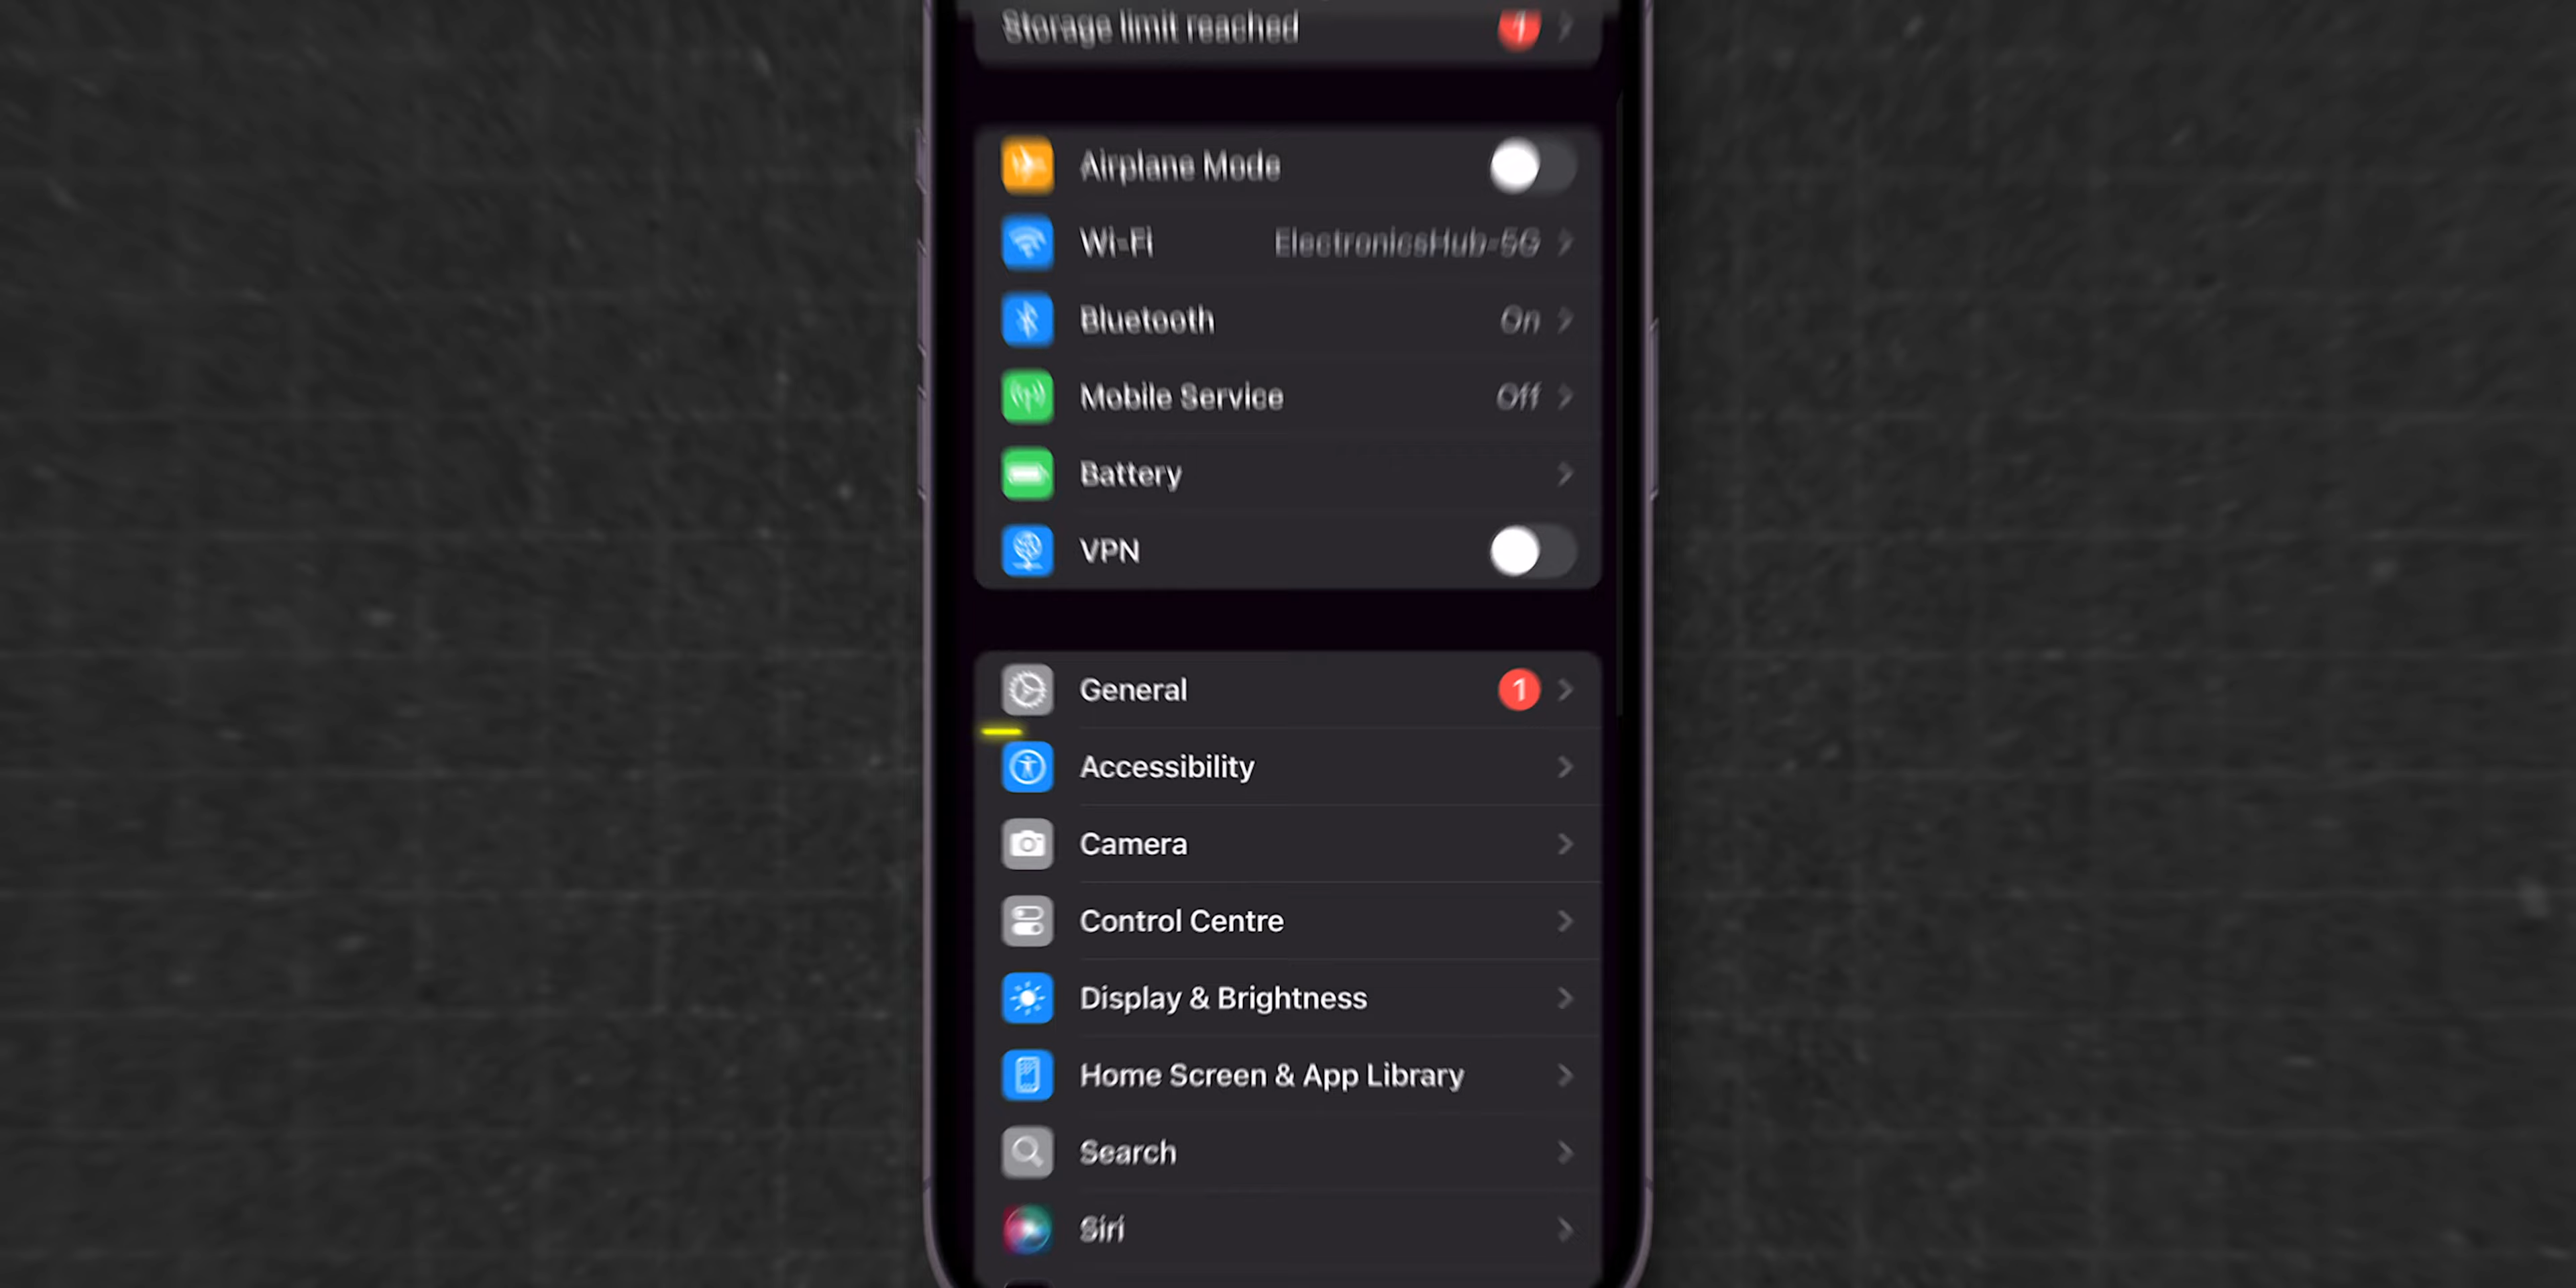 Storage limit reached 1
Airplane Mode
Wi-Fi ElectronicsHub-5G
Bluetooth On
Mobile Service Off
Battery
VPN
General 1
Accessibility
Camera
Control Centre
Display & Brightness
Home Screen & App Library
Search
Siri